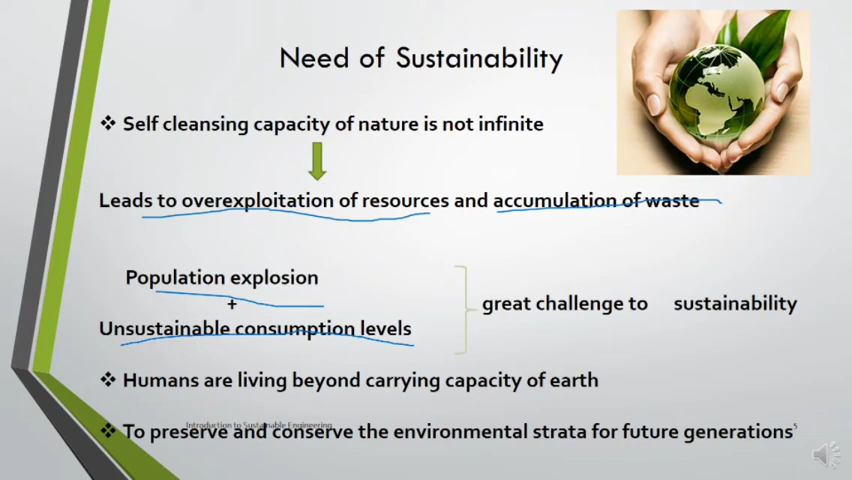 Need of Sustainability
❖ Self cleansing capacity of nature is not infinite
Leads to overexploitation of resources and accumulation of waste
Population explosion
+
Unsustainable consumption levels
great challenge to sustainability
❖ Humans are living beyond carrying capacity of earth
Introduction to Sustainable Engineering
5
❖ To preserve and conserve the environmental strata for future generations